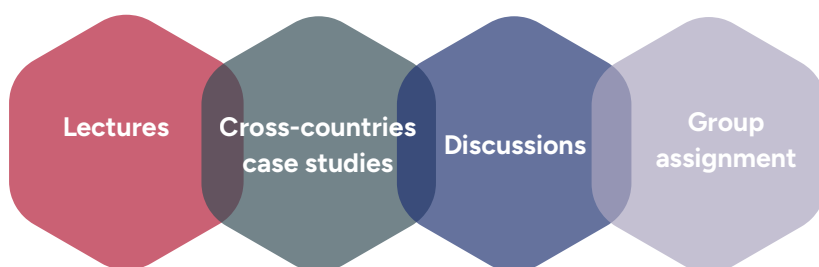 Lectures
Cross-countries
case studies
Discussions
Group
assignment